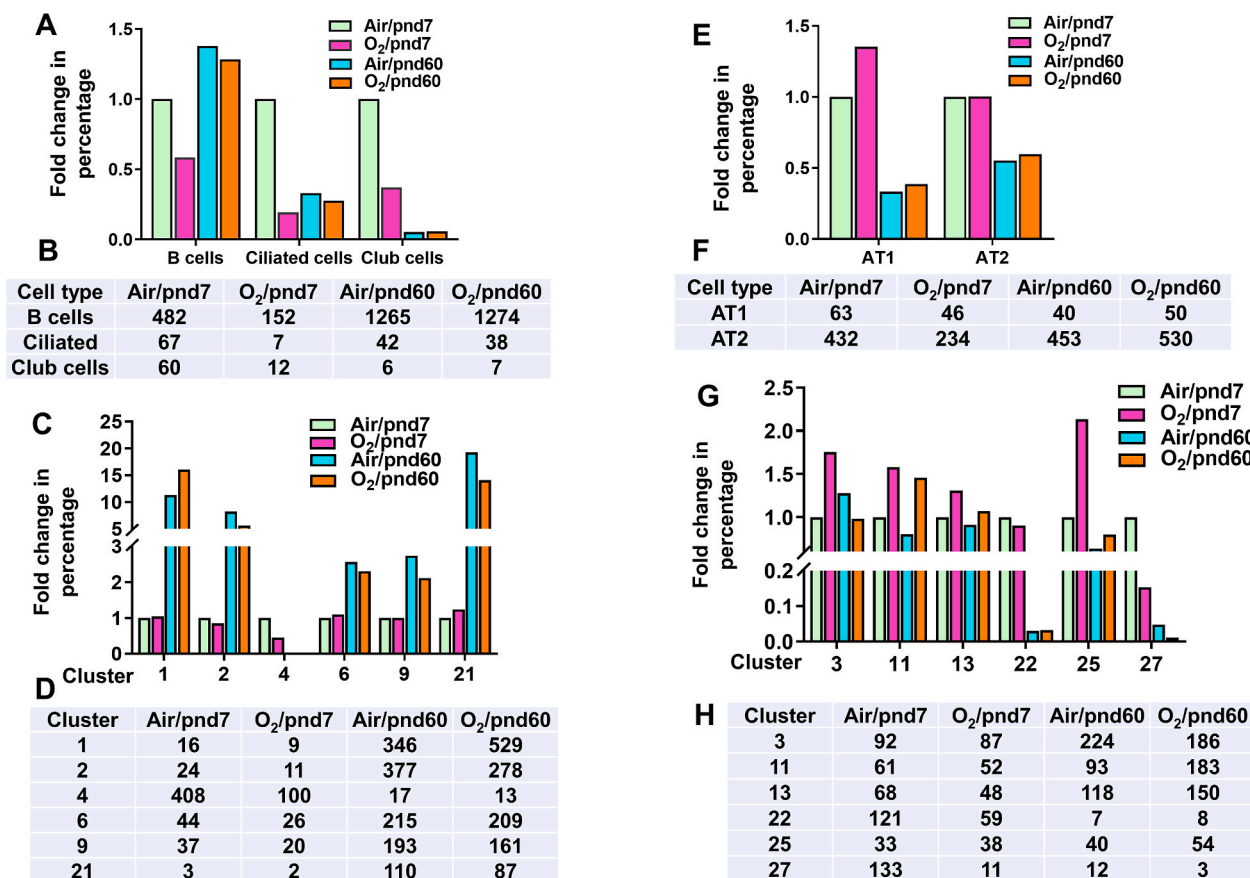 A
Fold change in
percentage
1.5
1.0
0.5
0.0
Air/pnd7
O₂/pnd7
Air/pnd60
O₂/pnd60
B cells Ciliated cells Club cells
B
Cell type Air/pnd7 O₂/pnd7 Air/pnd60 O₂/pnd60
B cells 482 152 1265 1274
Ciliated 67 7 42 38
Club cells 60 12 6 7
C
Fold change in
percentage
25
20
15
10
5
3
2
1
0
Air/pnd7
O₂/pnd7
Air/pnd60
O₂/pnd60
Cluster 1 2 4 6 9 21
D
Cluster Air/pnd7 O₂/pnd7 Air/pnd60 O₂/pnd60
1 16 9 346 529
2 24 11 377 278
4 408 100 17 13
6 44 26 215 209
9 37 20 193 161
21 3 2 110 87
E
Fold change in
percentage
1.5
1.0
0.5
0.0
Air/pnd7
O₂/pnd7
Air/pnd60
O₂/pnd60
AT1 AT2
F
Cell type Air/pnd7 O₂/pnd7 Air/pnd60 O₂/pnd60
AT1 63 46 40 50
AT2 432 234 453 530
G
Fold change in
percentage
2.5
2.0
1.5
1.0
0.2
0.1
0.0
Air/pnd7
O₂/pnd7
Air/pnd60
O₂/pnd60
Cluster 3 11 13 22 25 27
H
Cluster Air/pnd7 O₂/pnd7 Air/pnd60 O₂/pnd60
3 92 87 224 186
11 61 52 93 183
13 68 48 118 150
22 121 59 7 8
25 33 38 40 54
27 133 11 12 3